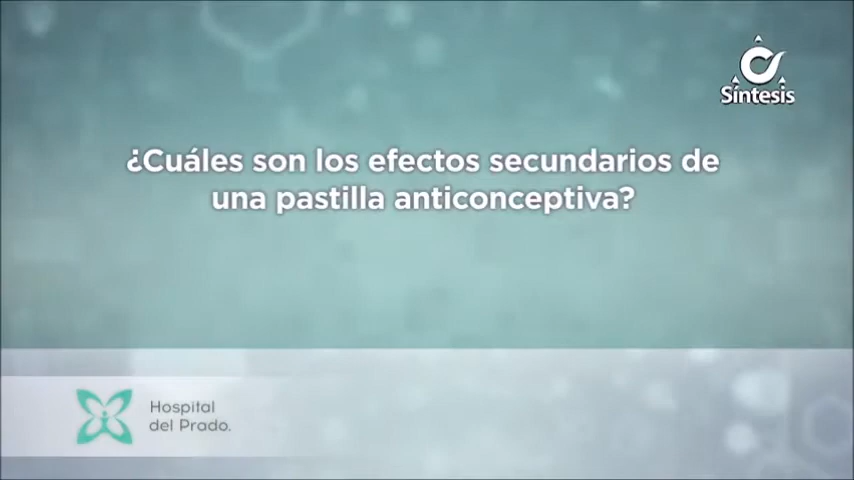 Síntesis
¿Cuáles son los efectos secundarios de
una pastilla anticonceptiva?
Hospital
del Prado.